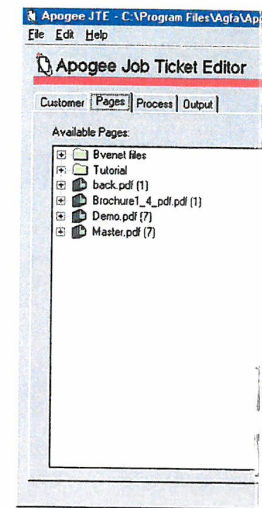 Apogee JTE - C:\Program Files\Agfa\Apo
File Edit Help
Apogee Job Ticket Editor
Customer Pages Process Output
Available Pages:
Bvenet files
Tutorial
back.pdf (1)
Brochure1_4_pdf.pdf (1)
Demo.pdf (7)
Master.pdf (7)